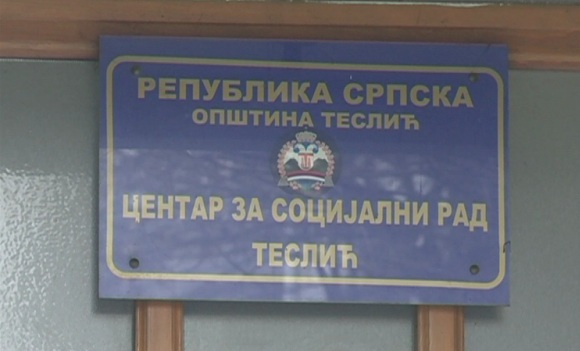 РЕПУБЛИКА СРПСКА
ОПШТИНА ТЕСЛИЋ
ЦЕНТАР ЗА СОЦИЈАЛНИ РАД
ТЕСЛИЋ